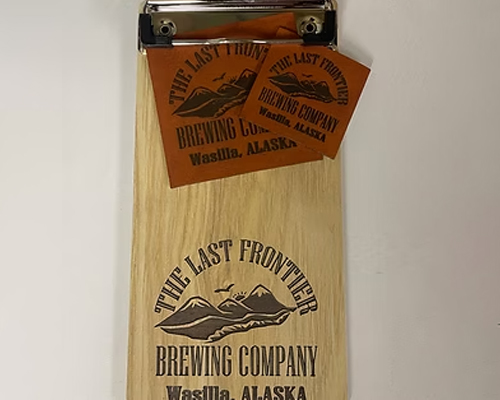 THE LAST FRONTIER
BREWING COMPANY
Wasilla, ALASKA
THE LAST FRONTIER
BREWING
Wasilla, ALASKA
THE LAST FRONTIER
BREWING COMPANY
Wasilla, ALASKA